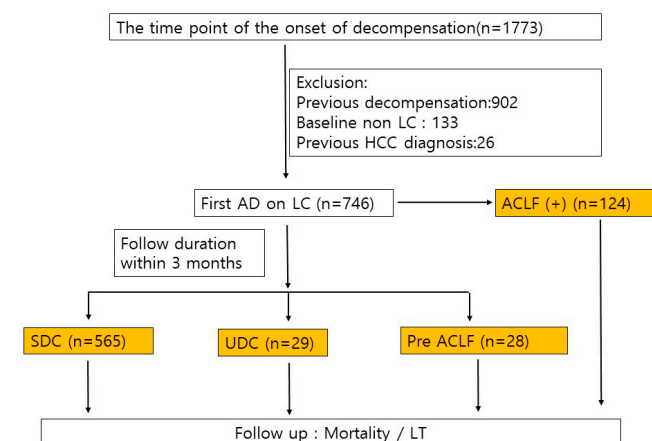 The time point of the onset of decompensation(n=1773)
Exclusion:
Previous decompensation:902
Baseline non LC : 133
Previous HCC diagnosis:26
First AD on LC (n=746)
ACLF (+) (n=124)
Follow duration
within 3 months
SDC (n=565)
UDC (n=29)
Pre ACLF (n=28)
Follow up : Mortality / LT